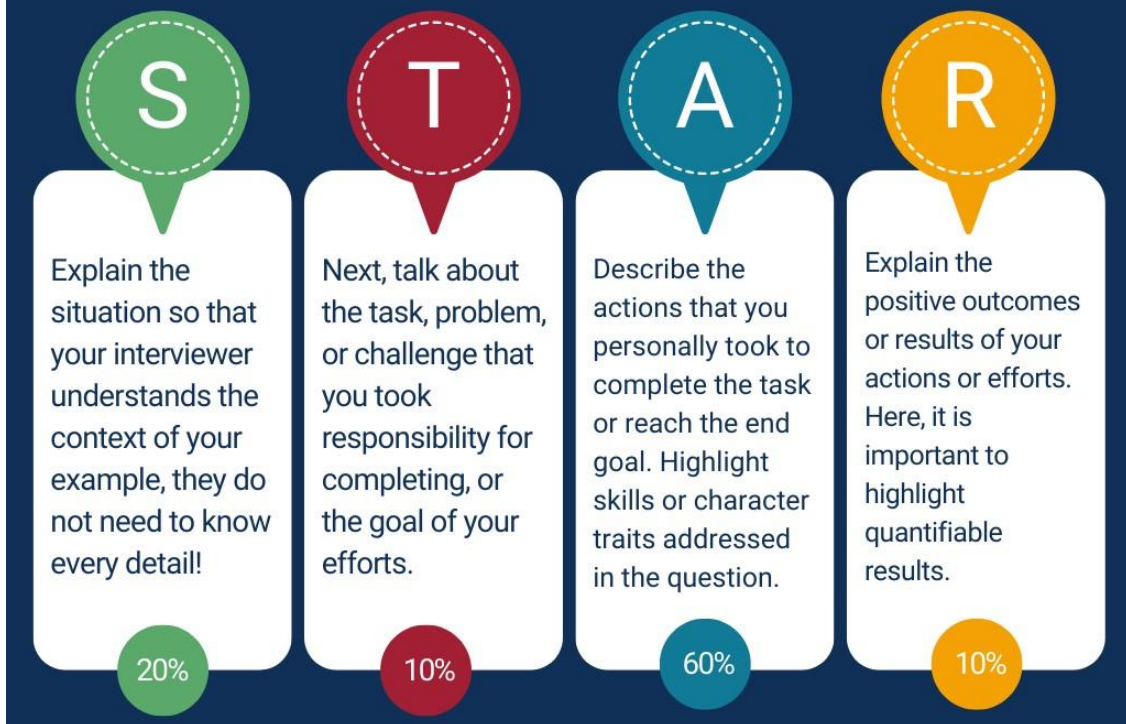 S
Explain the
situation so that
your interviewer
understands the
context of your
example, they do
not need to know
every detail!
20%
T
Next, talk about
the task, problem,
or challenge that
you took
responsibility for
completing, or
the goal of your
efforts.
10%
A
Describe the
actions that you
personally took to
complete the task
or reach the end
goal. Highlight
skills or character
traits addressed
in the question.
60%
R
Explain the
positive outcomes
or results of your
actions or efforts.
Here, it is
important to
highlight
quantifiable
results.
10%